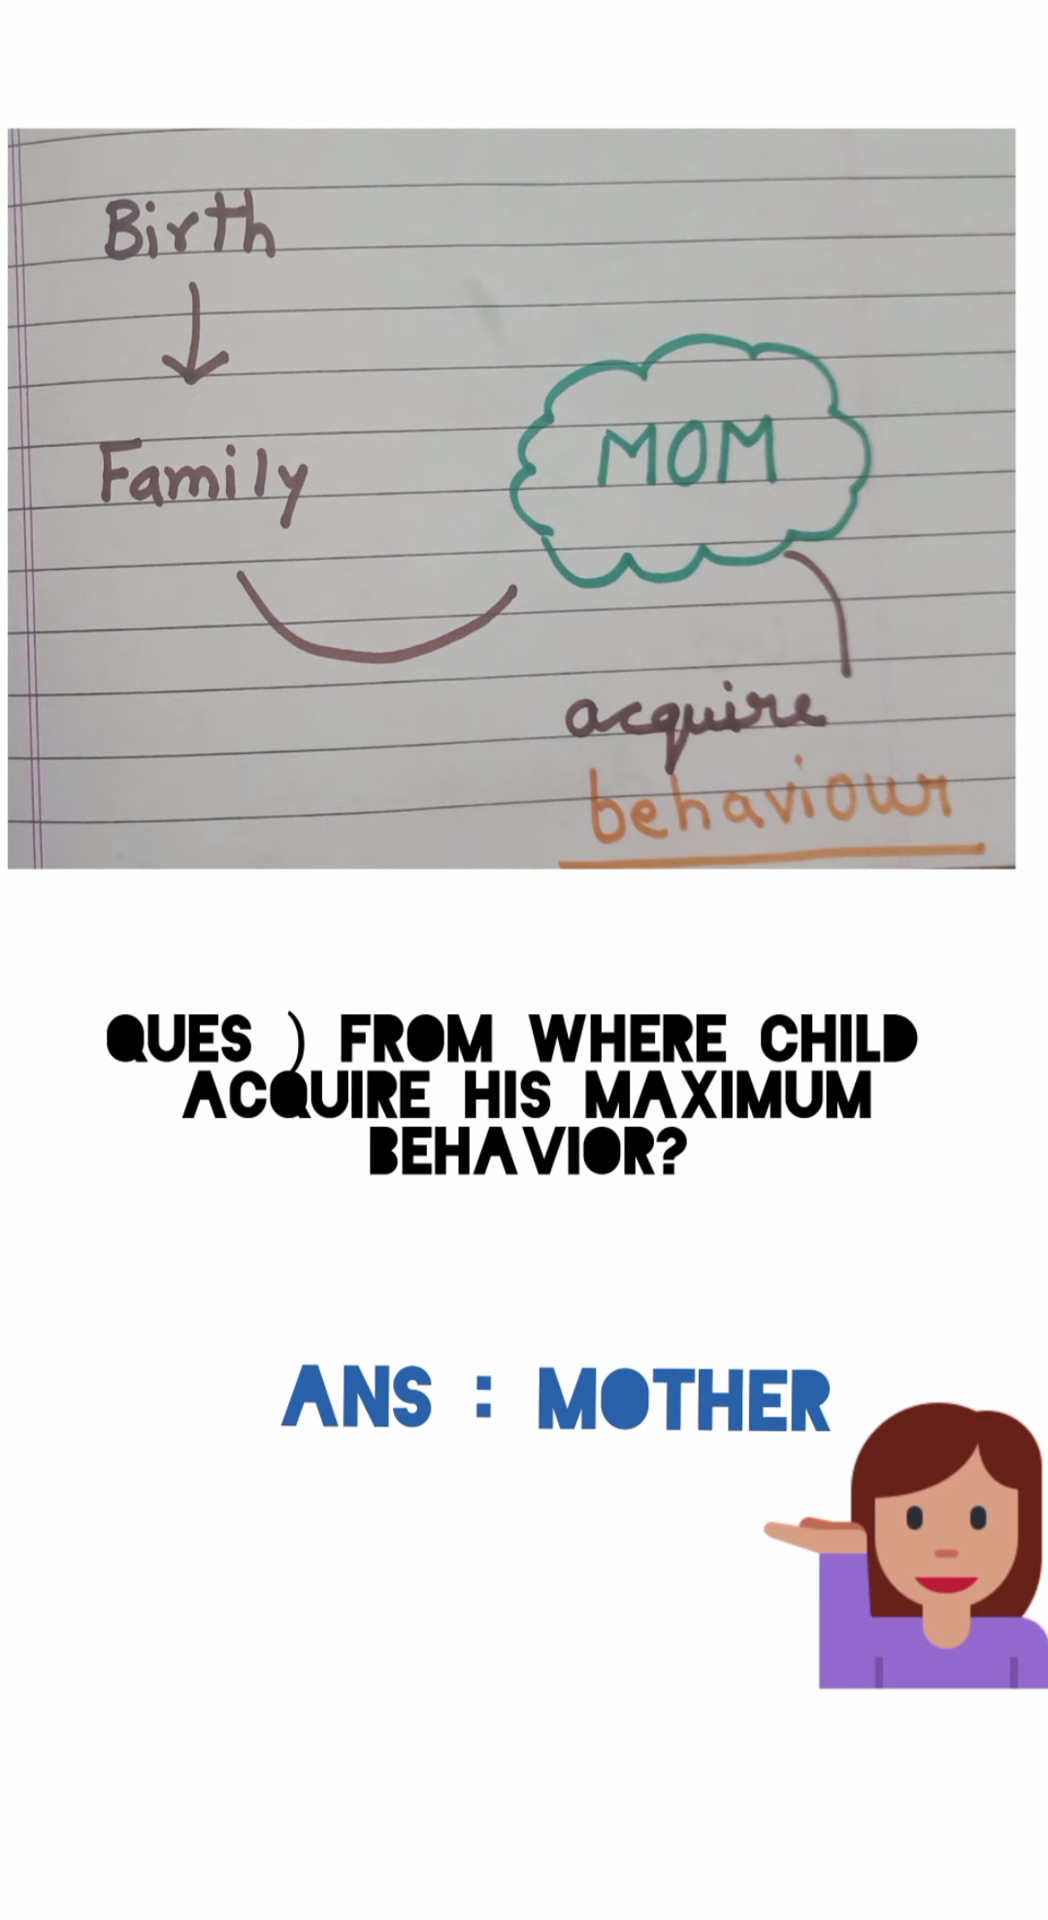 Birth
Family
MOM
acquire
behaviour
QUES ) FROM WHERE CHILD
ACQUIRE HIS MAXIMUM
BEHAVIOR?
ANS : MOTHER